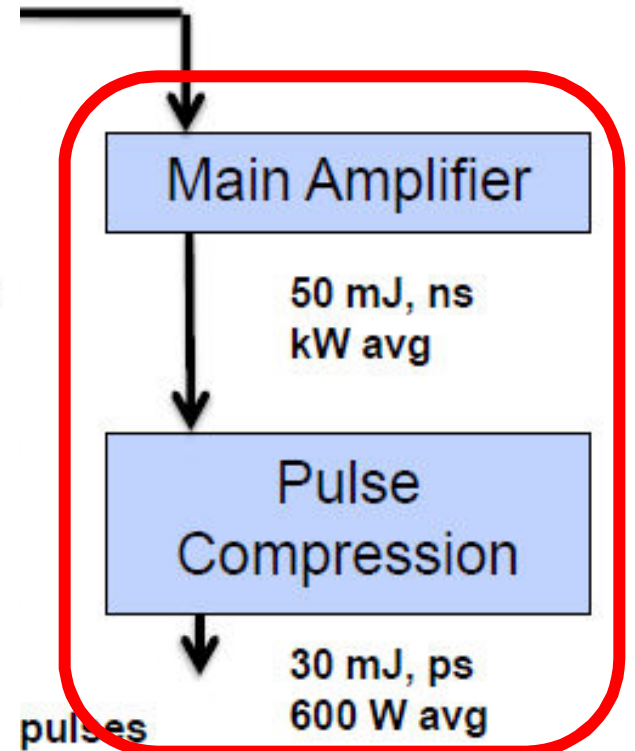 Main Amplifier
50 mJ, ns
kW avg
Pulse
Compression
30 mJ, ps
600 W avg
pulses